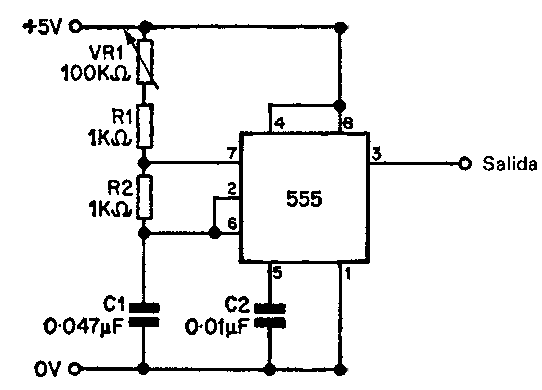 +5V
VR1
100KΩ
R1
1KΩ
R2
1KΩ
4
8
7
3
2
555
6
5
1
Salida
C1
0·047µF
C2
0·01µF
0V